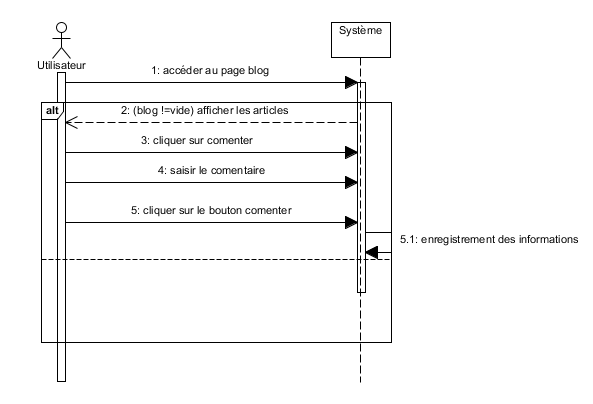 Système
Utilisateur
1: accéder au page blog
alt
2: (blog !=vide) afficher les articles
3: cliquer sur comenter
4: saisir le comentaire
5: cliquer sur le bouton comenter
5.1: enregistrement des informations